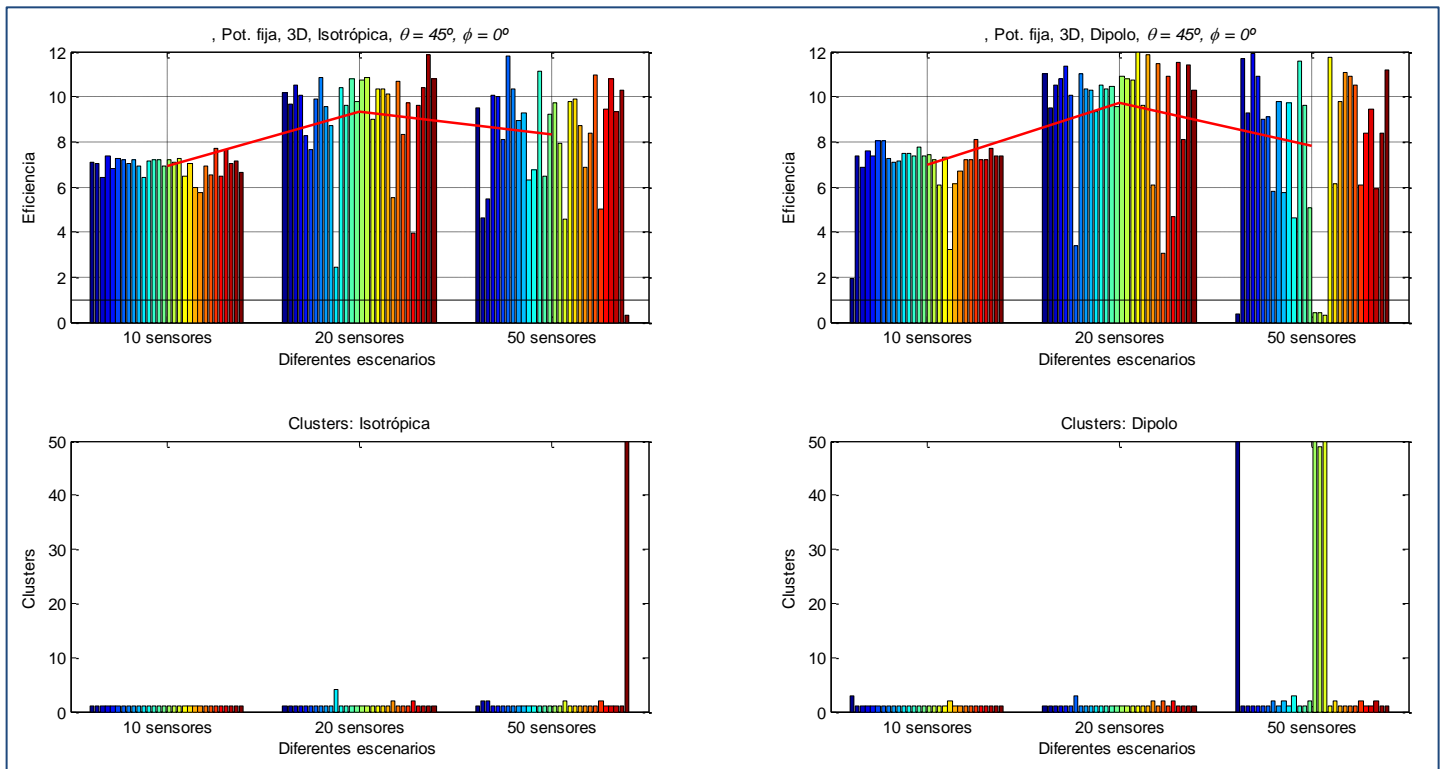 , Pot. fija, 3D, Isotrópica, θ = 45º, ϕ = 0º
12
10
8
6
4
2
0
Eficiencia
10 sensores 20 sensores 50 sensores
Diferentes escenarios
, Pot. fija, 3D, Dipolo, θ = 45º, ϕ = 0º
12
10
8
6
4
2
0
Eficiencia
10 sensores 20 sensores 50 sensores
Diferentes escenarios
Clusters: Isotrópica
50
40
30
20
10
0
Clusters
10 sensores 20 sensores 50 sensores
Diferentes escenarios
Clusters: Dipolo
50
40
30
20
10
0
Clusters
10 sensores 20 sensores 50 sensores
Diferentes escenarios